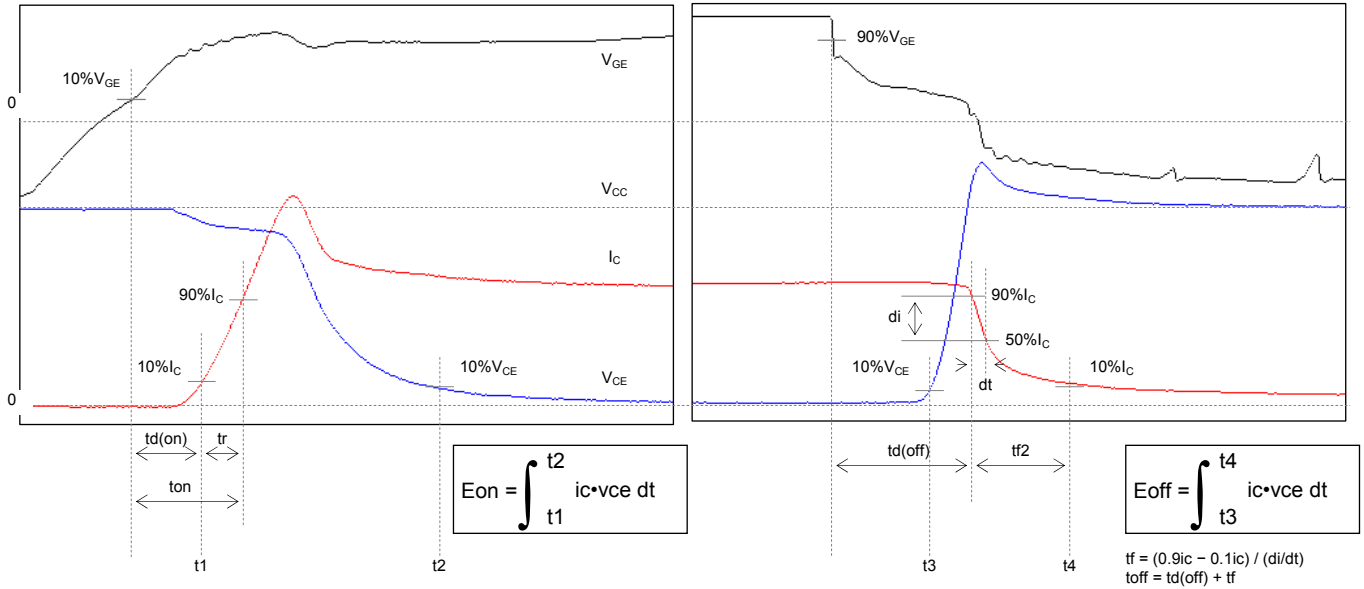 10%VGE
0
VGE
VCC
IC
90%IC
10%IC
10%VCE
VCE
0
td(on)
tr
ton
t1
t2
Eon = ∫ t2 t1 ic•vce dt
90%VGE
90%IC
di
50%IC
10%VCE
dt
10%IC
td(off)
tf2
t3
t4
Eoff = ∫ t4 t3 ic•vce dt
tf = (0.9ic − 0.1ic) / (di/dt)
toff = td(off) + tf